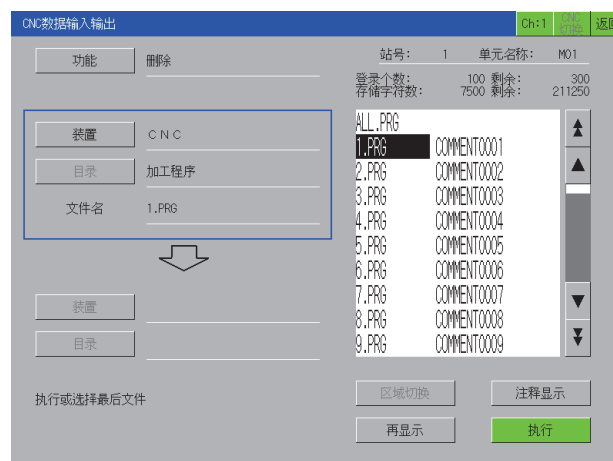 CNC数据输入输出 Ch:1 CNC切换 返回
功能 删除
站号: 1 单元名称: M01
登录个数: 100 剩余: 300
存储字符数: 7500 剩余: 211250
装置 CNC
目录 加工程序
文件名 1.PRG
装置
目录
执行或选择最后文件
ALL.PRG
1.PRG COMMENT0001
2.PRG COMMENT0002
3.PRG COMMENT0003
4.PRG COMMENT0004
5.PRG COMMENT0005
6.PRG COMMENT0006
7.PRG COMMENT0007
8.PRG COMMENT0008
9.PRG COMMENT0009
区域切换 注释显示
再显示 执行